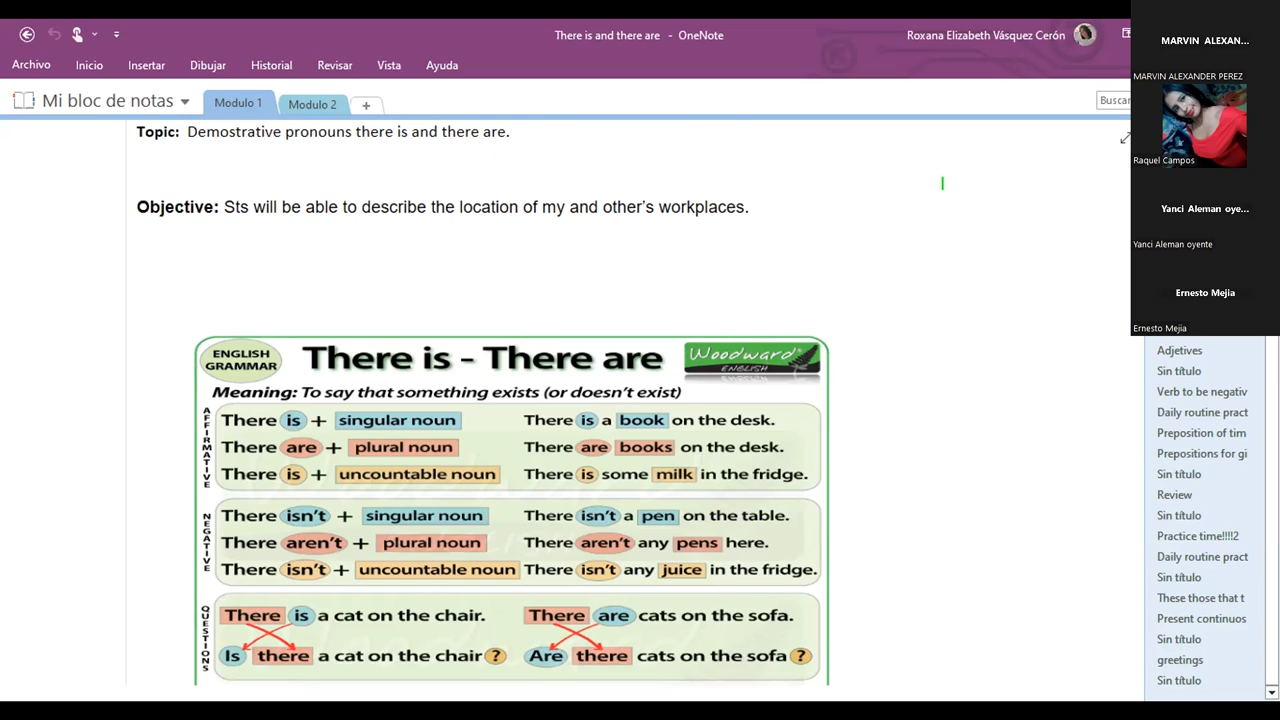 There is and there are - OneNote
Roxana Elizabeth Vásquez Cerón
Archivo Inicio Insertar Dibujar Historial Revisar Vista Ayuda
Mi bloc de notas Modulo 1 Modulo 2 +
Buscar
MARVIN ALEXAN...
MARVIN ALEXANDER PEREZ
Raquel Campos
Yanci Aleman oye...
Yanci Aleman oyente
Ernesto Mejia
Ernesto Mejia
Topic: Demostrative pronouns there is and there are.
Objective: Sts will be able to describe the location of my and other's workplaces.
ENGLISH
GRAMMAR
There is - There are
Woodward
ENGLISH
Meaning: To say that something exists (or doesn't exist)
AFFIRMATIVE
There is + singular noun There is a book on the desk.
There are + plural noun There are books on the desk.
There is + uncountable noun There is some milk in the fridge.
NEGATIVE
There isn't + singular noun There isn't a pen on the table.
There aren't + plural noun There aren't any pens here.
There isn't + uncountable noun There isn't any juice in the fridge.
QUESTIONS
There is a cat on the chair. There are cats on the sofa.
Is there a cat on the chair? Are there cats on the sofa?
Adjetives
Sin título
Verb to be negativ
Daily routine pract
Preposition of tim
Prepositions for gi
Sin título
Review
Sin título
Practice time!!!!2
Daily routine pract
Sin título
These those that t
Present continuos
Sin título
greetings
Sin título